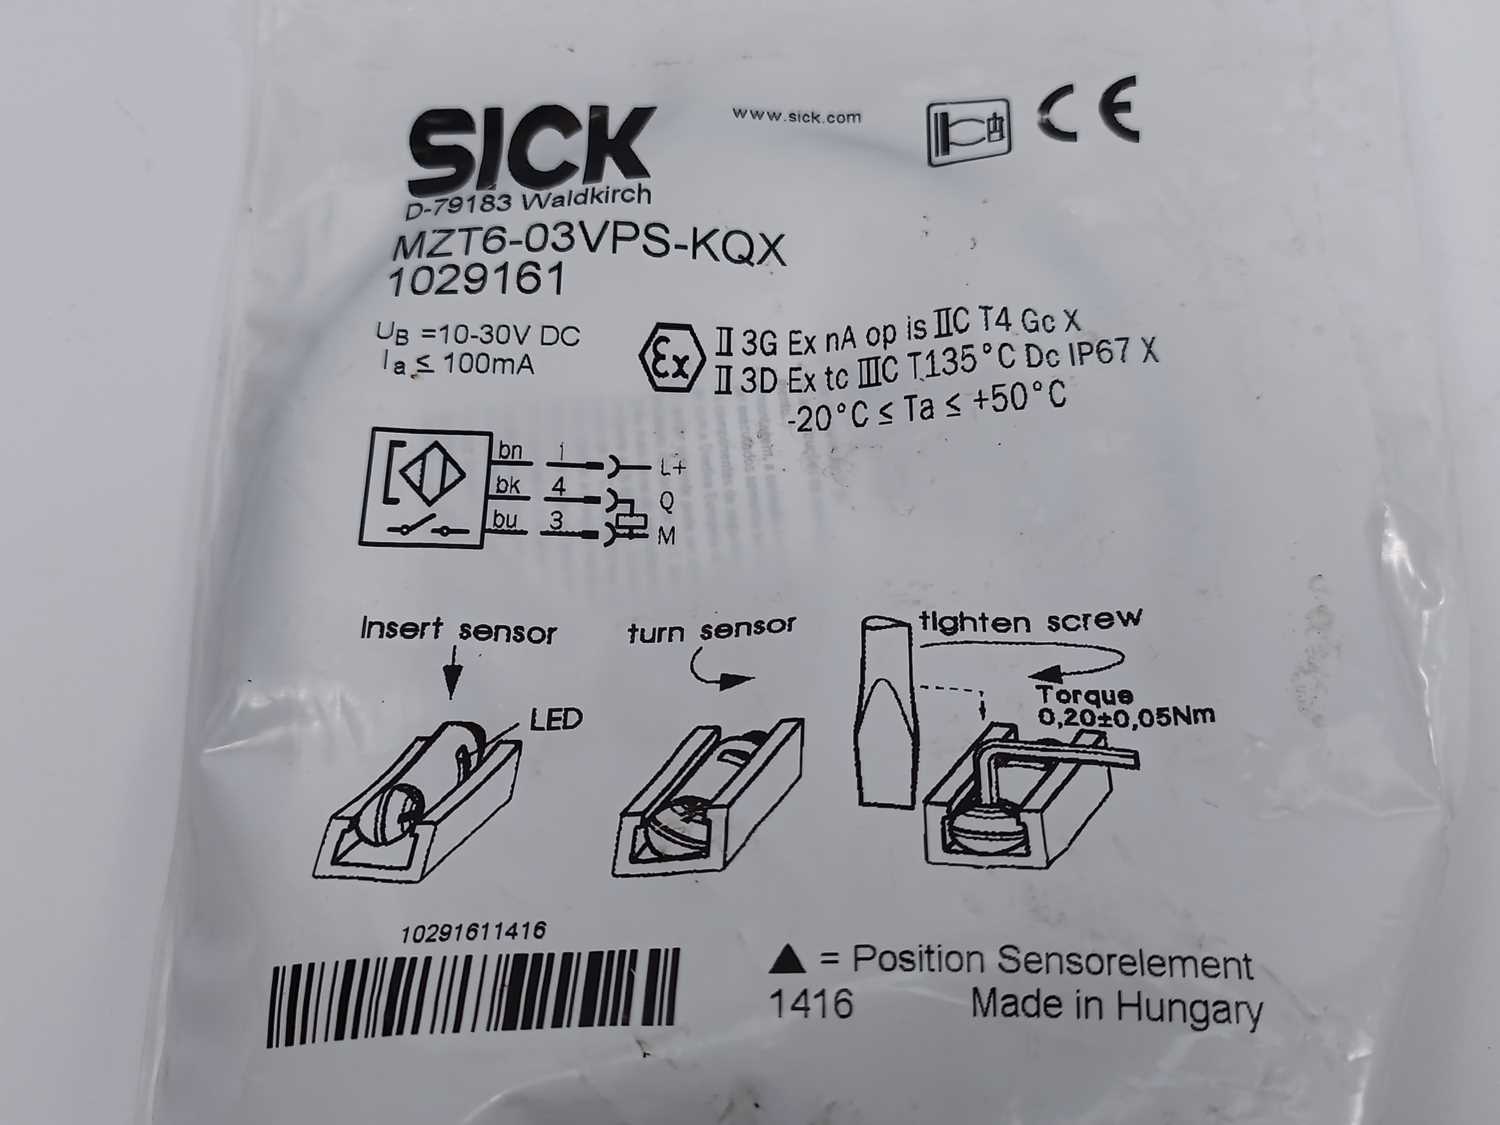 SICK
www.sick.com
CE
D-79183 Waldkirch
MZT6-03VPS-KQX
1029161
UB =10-30V DC
Ia ≤ 100mA
Ex
II 3G Ex nA op is IIC T4 Gc X
II 3D Ex tc IIIC T135°C Dc IP67 X
-20°C ≤ Ta ≤ +50°C
bn 1 L+
bk 4 Q
bu 3 M
Insert sensor
turn sensor
tighten screw
LED
Torque
0,20±0,05Nm
10291611416
▲ = Position Sensorelement
1416 Made in Hungary